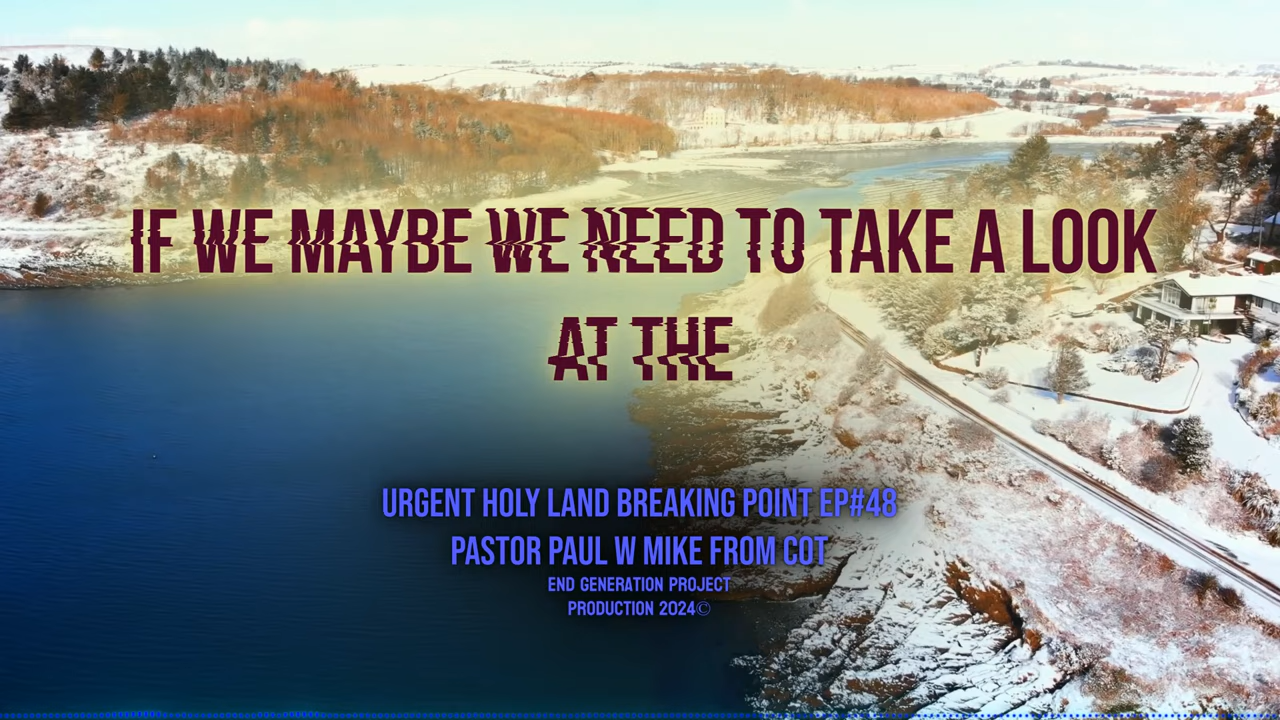 IF WE MAYBE WE NEED TO TAKE A LOOK
AT THE
URGENT HOLY LAND BREAKING POINT EP#48
PASTOR PAUL W MIKE FROM COT
END GENERATION PROJECT
PRODUCTION 2024©